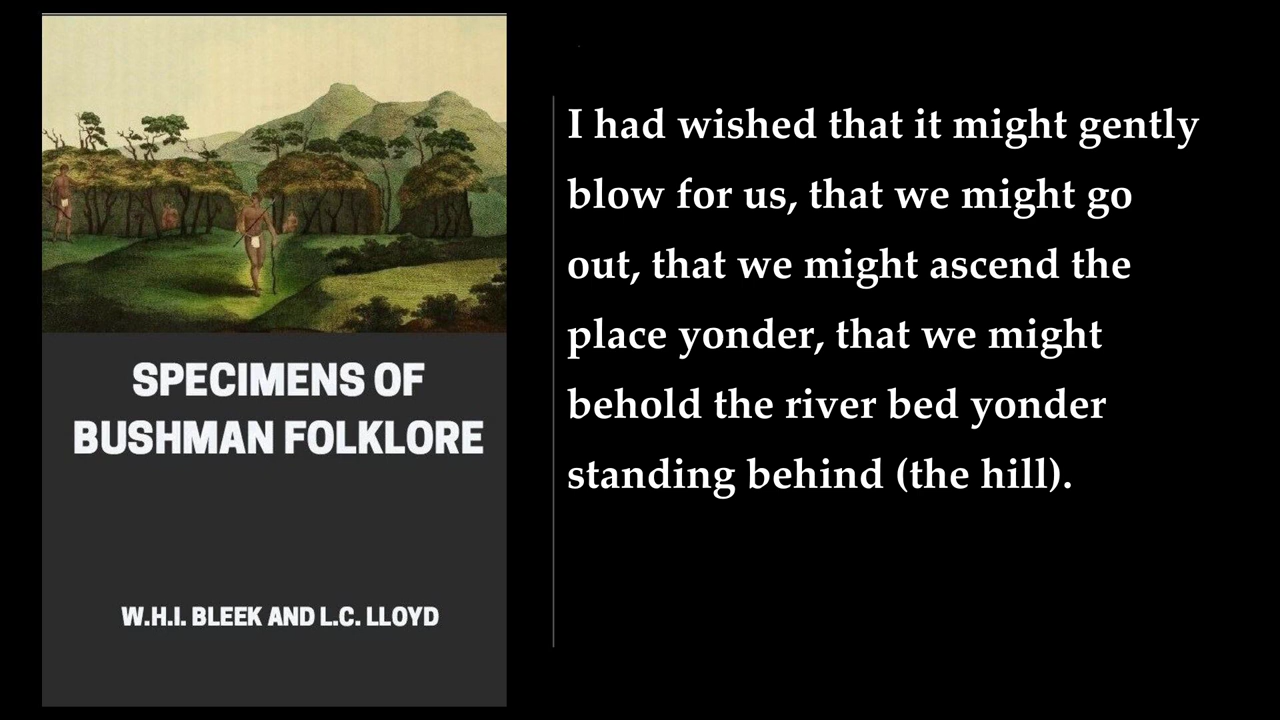 SPECIMENS OF
BUSHMAN FOLKLORE
W.H.I. BLEEK AND L.C. LLOYD
I had wished that it might gently
blow for us, that we might go
out, that we might ascend the
place yonder, that we might
behold the river bed yonder
standing behind (the hill).